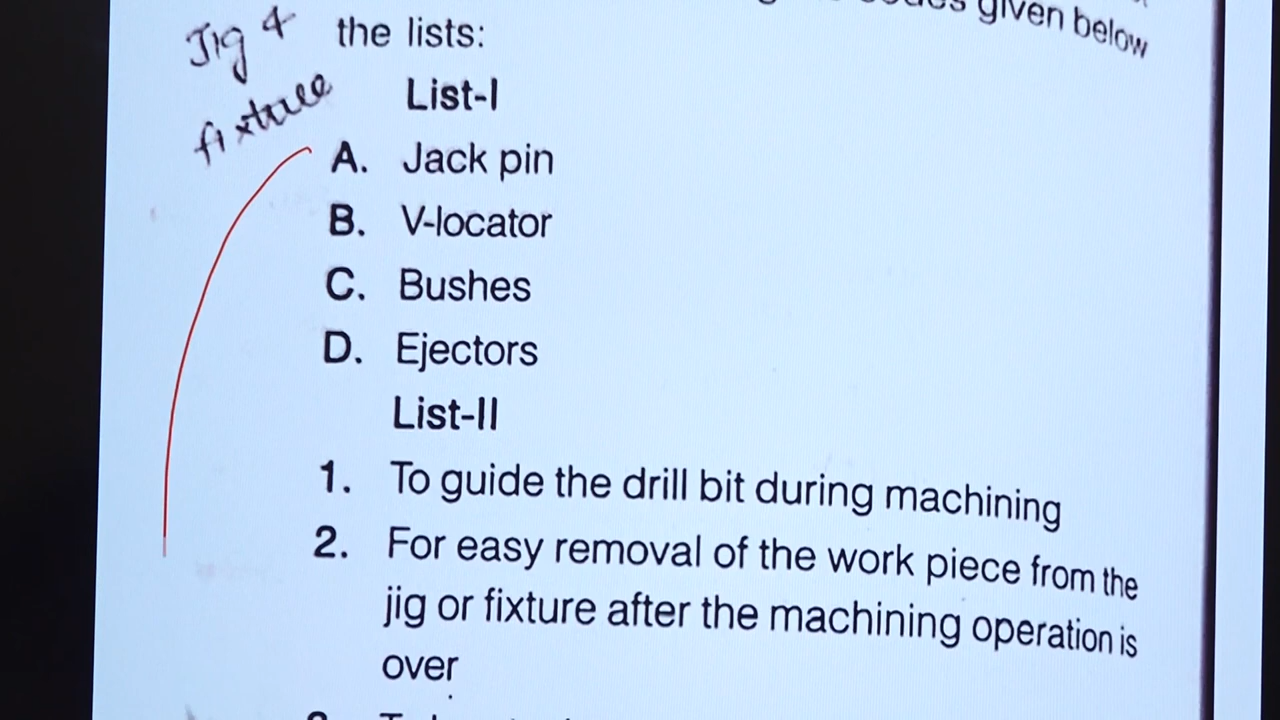 given below
Jig & the lists:
fixture
List-I
A. Jack pin
B. V-locator
C. Bushes
D. Ejectors
List-II
1. To guide the drill bit during machining
2. For easy removal of the work piece from the
jig or fixture after the machining operation is
over